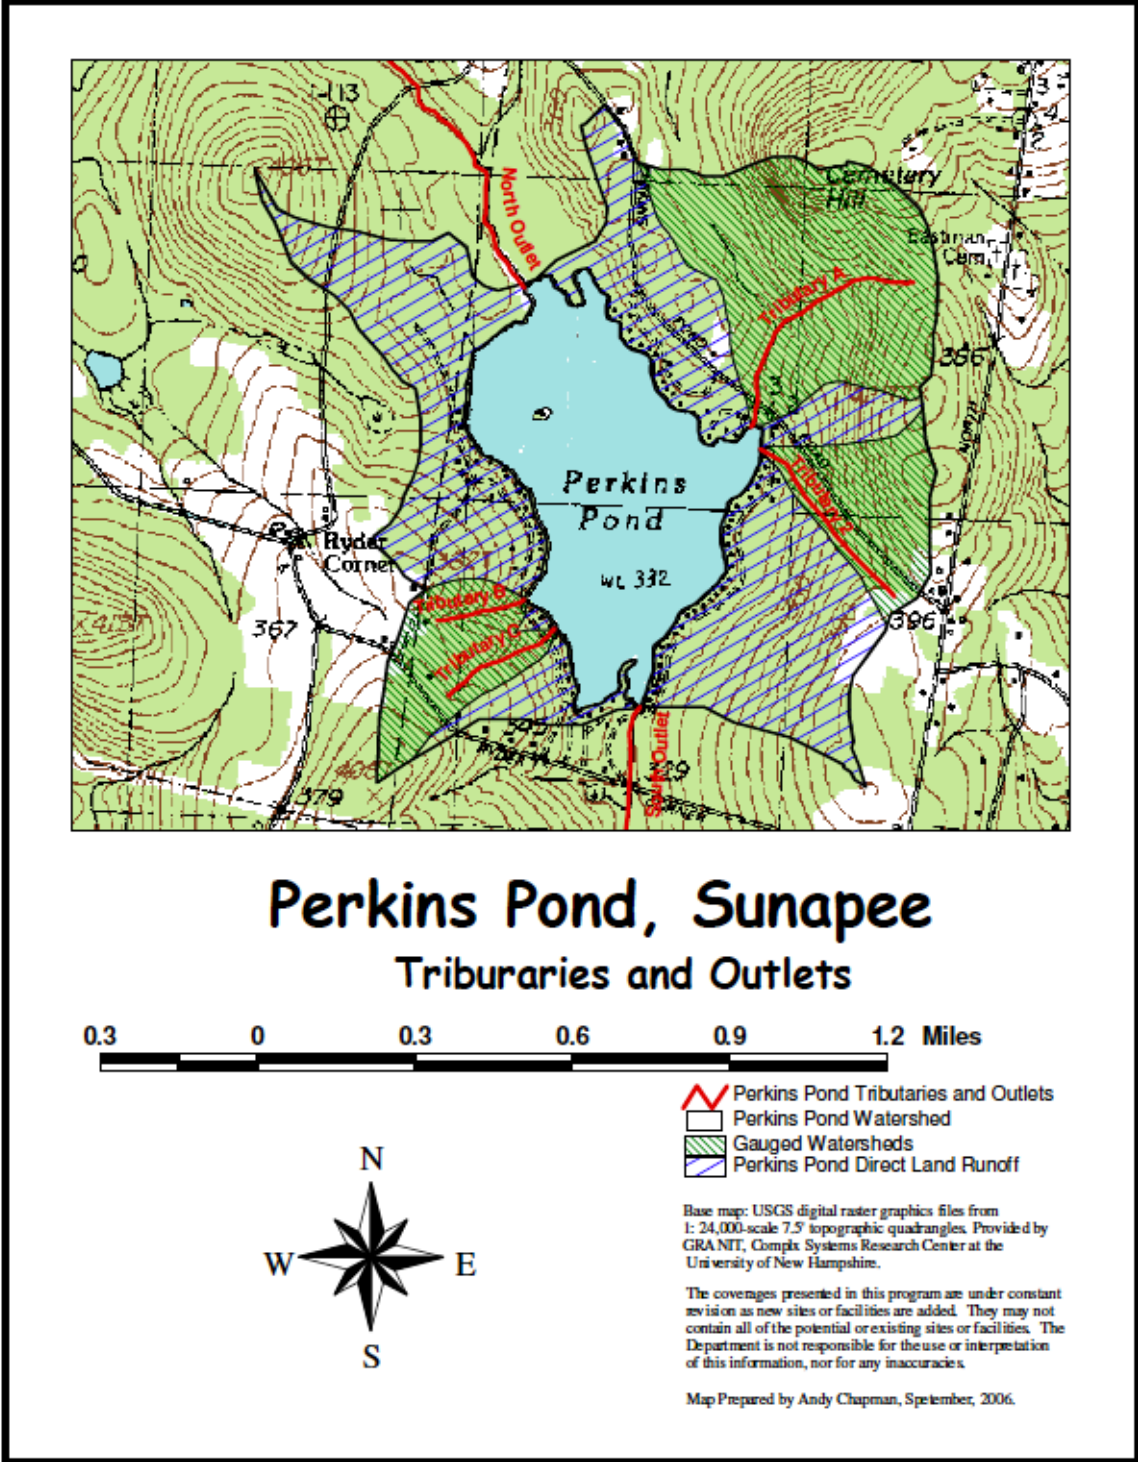 113
North Outlet
Cemetery
Hill
Eastman
Cem
Tributary A
386
Perkins
Pond
WL 332
Tributary 2
Ryder
Corner
Tributary B
Tributary C
367
396
379
South Outlet
Perkins Pond, Sunapee
Triburaries and Outlets
0.3 0 0.3 0.6 0.9 1.2 Miles
Perkins Pond Tributaries and Outlets
Perkins Pond Watershed
Gauged Watersheds
Perkins Pond Direct Land Runoff
N
W E
S
Base map: USGS digital raster graphics files from
1: 24,000-scale 7.5' topographic quadrangles. Provided by
GRANIT, Complx Systems Research Center at the
University of New Hampshire.
The coverages presented in this program are under constant
revision as new sites or facilities are added. They may not
contain all of the potential or existing sites or facilities. The
Department is not responsible for the use or interpretation
of this information, nor for any inaccuracies.
Map Prepared by Andy Chapman, Spetember, 2006.